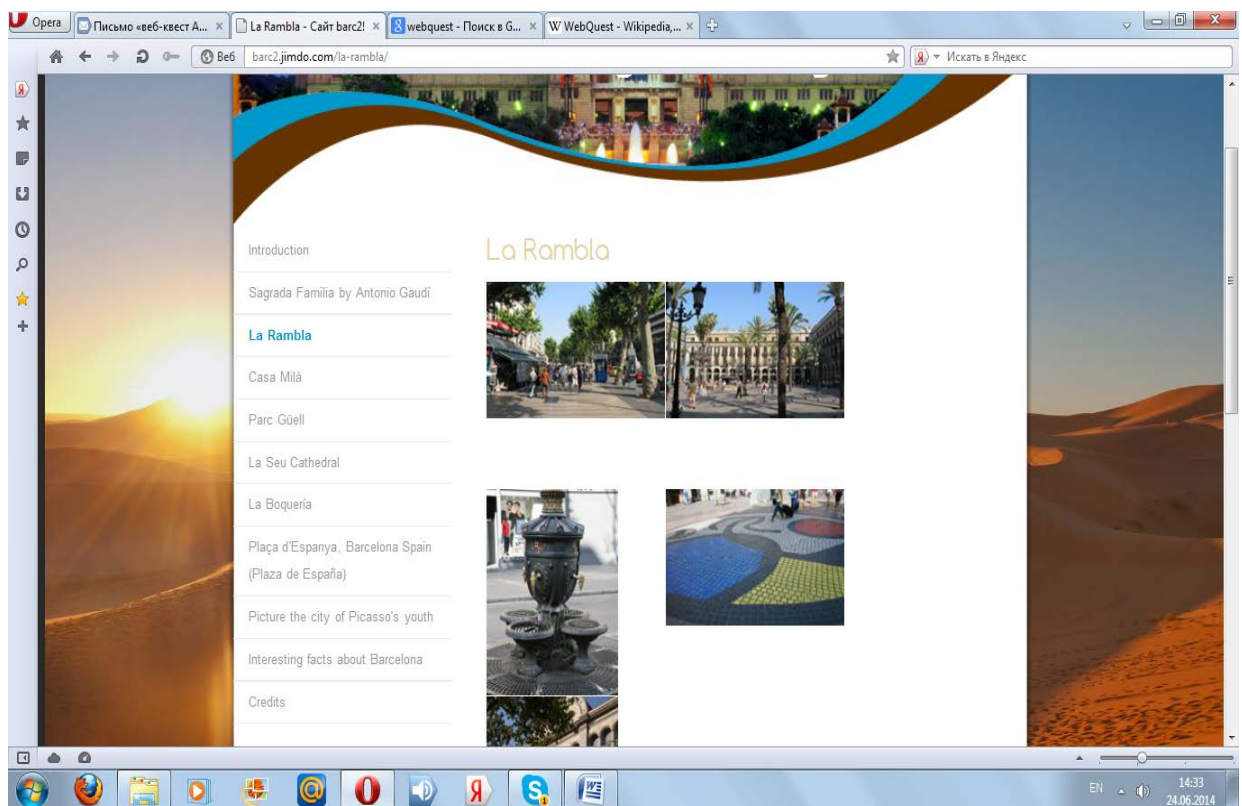 Opera
Письмо «веб-квест А...
La Rambla - Сайт barc2!
webquest - Поиск в G...
WebQuest - Wikipedia,...
Веб
barc2.jimdo.com/la-rambla/
Искать в Яндекс
Introduction
Sagrada Familia by Antonio Gaudí
La Rambla
Casa Milà
Parc Güell
La Seu Cathedral
La Boquería
Plaça d'Espanya, Barcelona Spain
(Plaza de España)
Picture the city of Picasso's youth
Interesting facts about Barcelona
Credits
La Rambla
EN
14:33
24.06.2014